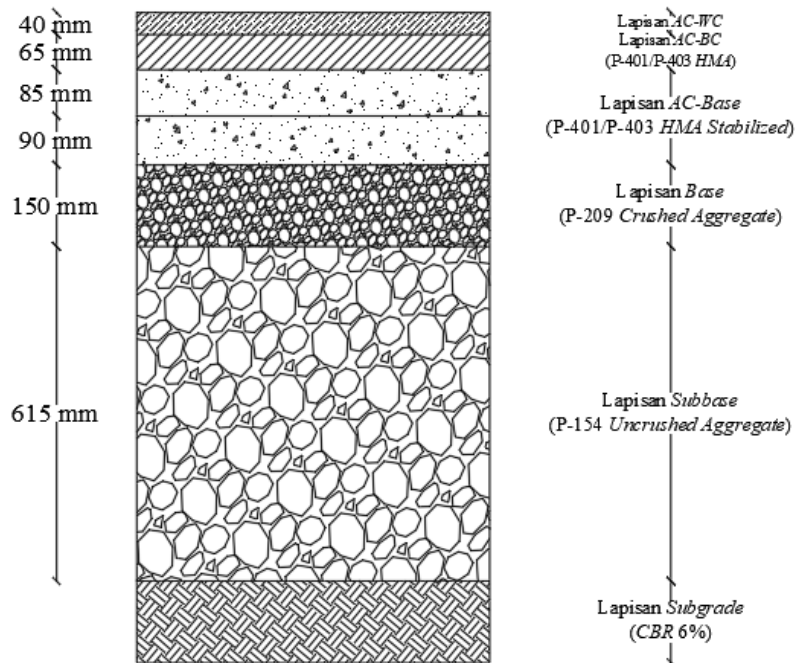 40 mm
65 mm
85 mm
90 mm
150 mm
615 mm
Lapisan AC-WC
Lapisan AC-BC
(P-401/P-403 HMA)
Lapisan AC-Base
(P-401/P-403 HMA Stabilized)
Lapisan Base
(P-209 Crushed Aggregate)
Lapisan Subbase
(P-154 Uncrushed Aggregate)
Lapisan Subgrade
(CBR 6%)